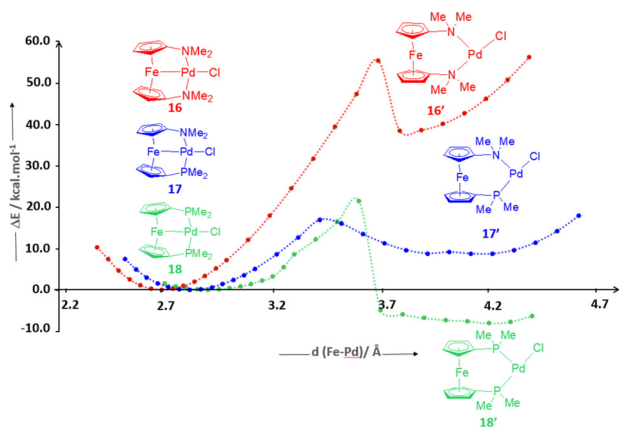 60.0
50.0
40.0
30.0
20.0
10.0
0.0
-10.0
2.2
2.7
3.2
3.7
4.2
4.7
ΔE / kcal.mol-1
d (Fe-Pd)/ Å
NMe2
Fe
Pd
Cl
NMe2
16
NMe2
Fe
Pd
Cl
PMe2
17
PMe2
Fe
Pd
Cl
PMe2
18
Me
Me
N
Cl
Fe
Pd
N
Me
Me
16’
Me
Me
N
Cl
Fe
Pd
P
Me
Me
17’
Me
Me
P
Cl
Fe
Pd
P
Me
Me
18’